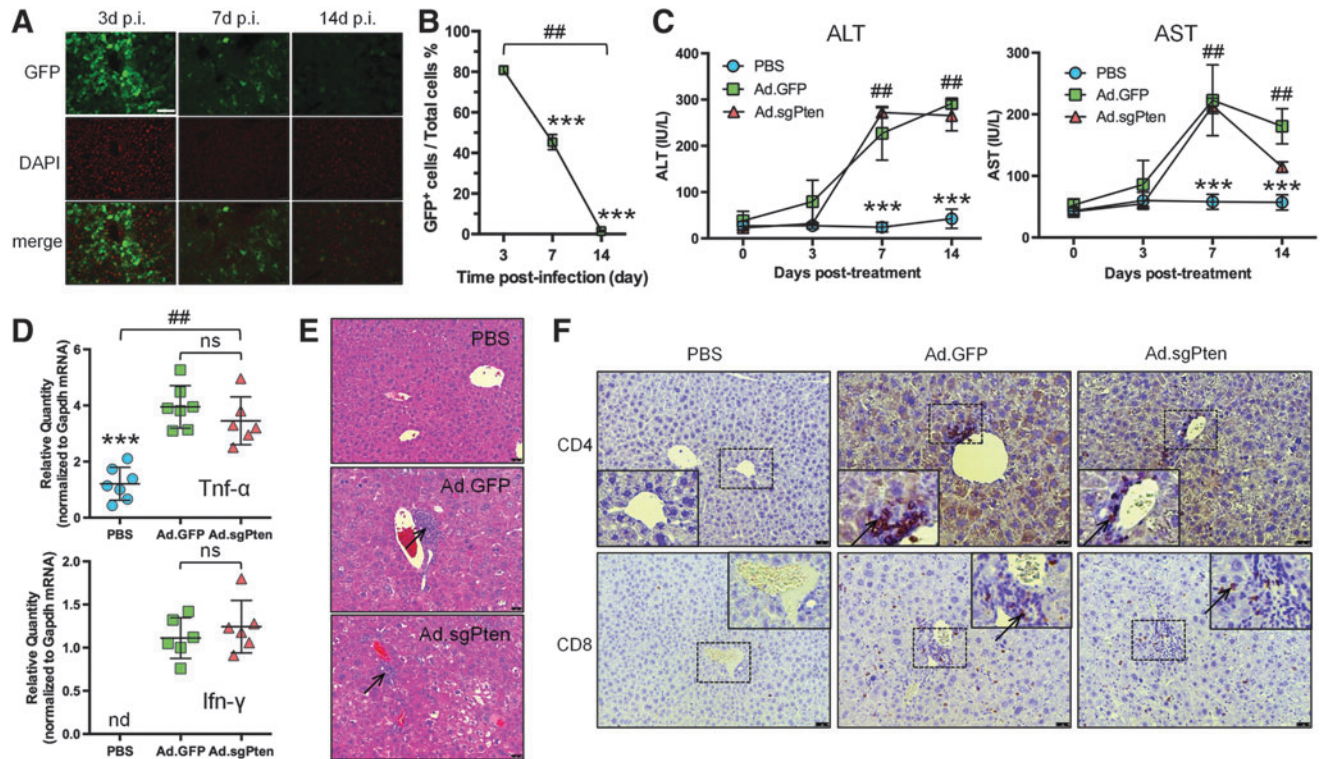 A
3d p.i. 7d p.i. 14d p.i.
GFP
DAPI
merge
B
##
GFP+ cells / Total cells %
100
80
60
40
20
0
***
***
3 7 14
Time post-infection (day)
C
ALT
PBS
Ad.GFP
Ad.sgPten
ALT (IU/L)
400
300
200
100
0
## ##
*** ***
0 3 7 14
Days post-treatment
AST
PBS
Ad.GFP
Ad.sgPten
AST (IU/L)
300
200
100
0
##
##
*** ***
0 3 7 14
Days post-treatment
D
##
ns
Relative Quantity
(normalized to Gapdh mRNA)
6
4
2
0
***
Tnf-α
PBS Ad.GFP Ad.sgPten
ns
Relative Quantity
(normalized to Gapdh mRNA)
2.0
1.5
1.0
0.5
0.0
nd
Ifn-γ
PBS Ad.GFP Ad.sgPten
E
PBS
Ad.GFP
Ad.sgPten
F
PBS Ad.GFP Ad.sgPten
CD4
CD8